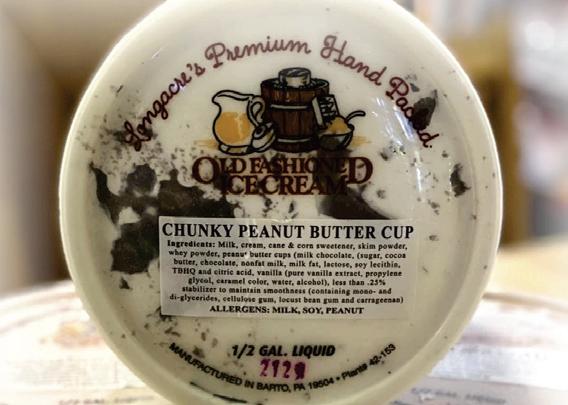 Longacre's Premium Hand Packed
OLD FASHIONED
ICE CREAM
CHUNKY PEANUT BUTTER CUP
Ingredients: Milk, cream, cane & corn sweetener, skim powder,
whey powder, peanut butter cups (milk chocolate, (sugar, cocoa
butter, chocolate, nonfat milk, milk fat, lactose, soy lecithin,
TBHQ and citric acid, vanilla (pure vanilla extract, propylene
glycol, caramel color, water, alcohol), less than .25%
stabilizer to maintain smoothness (containing mono- and
di-glycerides, cellulose gum, locust bean gum and carrageenan)
ALLERGENS: MILK, SOY, PEANUT
1/2 GAL. LIQUID
2129
MANUFACTURED IN BARTO, PA 19504 • Plant# 42-153